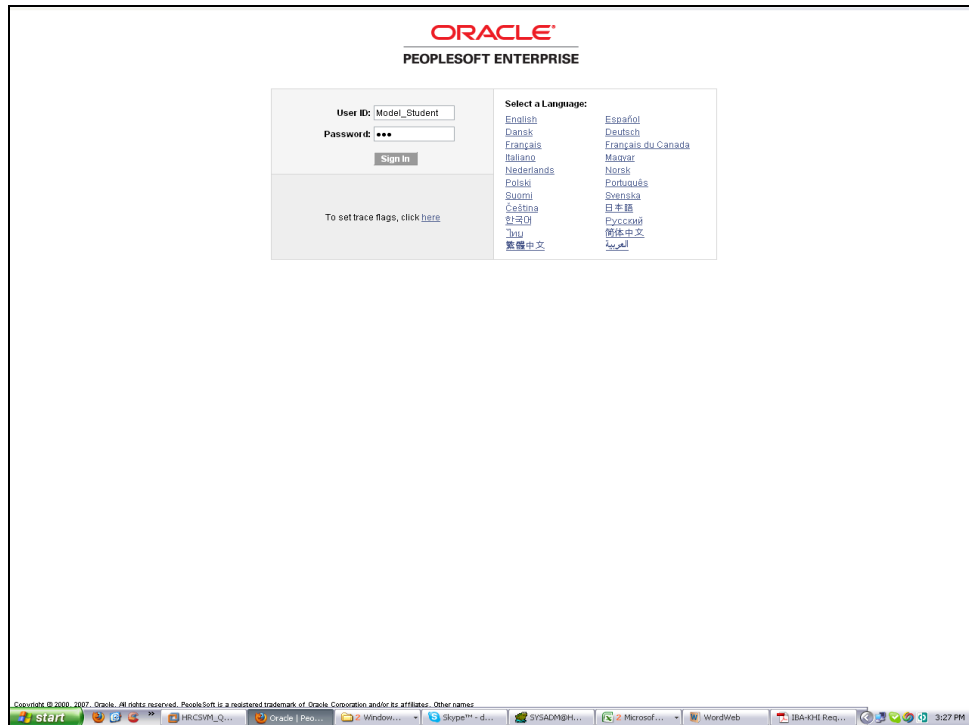 ORACLE®
PEOPLESOFT ENTERPRISE
User ID: Model_Student
Password: •••
Sign In
To set trace flags, click here
Select a Language:
English Español
Dansk Deutsch
Français Français du Canada
Italiano Magyar
Nederlands Norsk
Polski Português
Suomi Svenska
Čeština 日本語
한국어 Русский
ไทย 简体中文
繁體中文 العربية
Copyright © 2000, 2007, Oracle. All rights reserved. PeopleSoft is a registered trademark of Oracle Corporation and/or its affiliates. Other names
start » HRCSVM_Q... Oracle | Peo... 2 Window... Skype™ - d... SYSADM@H... 2 Microsof... WordWeb IBA-KHI Req... 3:27 PM